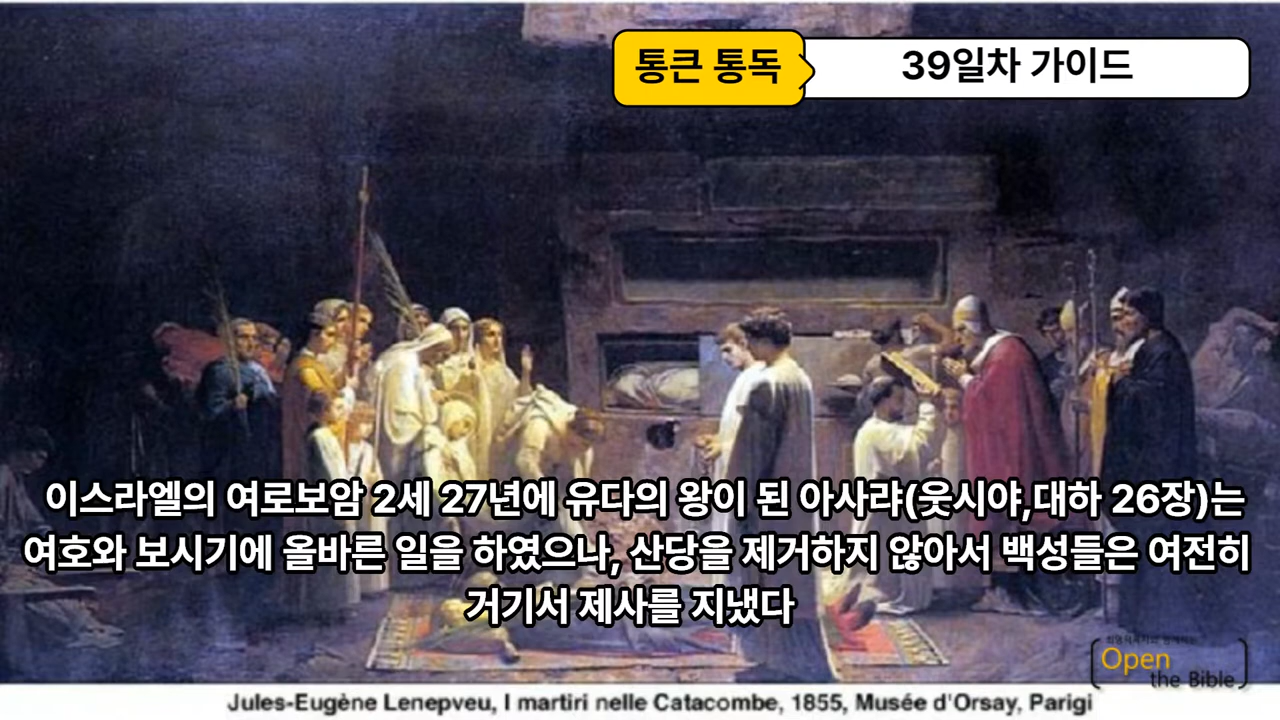 통큰 통독
39일차 가이드
이스라엘의 여로보암 2세 27년에 유다의 왕이 된 아사랴(웃시야,대하 26장)는
여호와 보시기에 올바른 일을 하였으나, 산당을 제거하지 않아서 백성들은 여전히
거기서 제사를 지냈다
Open
the Bible
Jules-Eugène Lenepveu, I martiri nelle Catacombe, 1855, Musée d'Orsay, Parigi